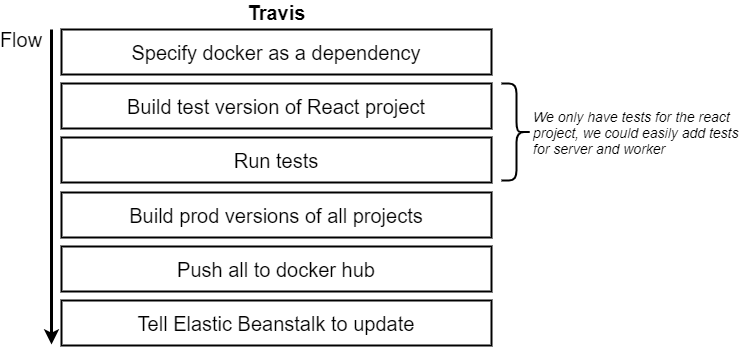 Travis
Flow
Specify docker as a dependency
Build test version of React project
We only have tests for the react
project, we could easily add tests
for server and worker
Run tests
Build prod versions of all projects
Push all to docker hub
Tell Elastic Beanstalk to update